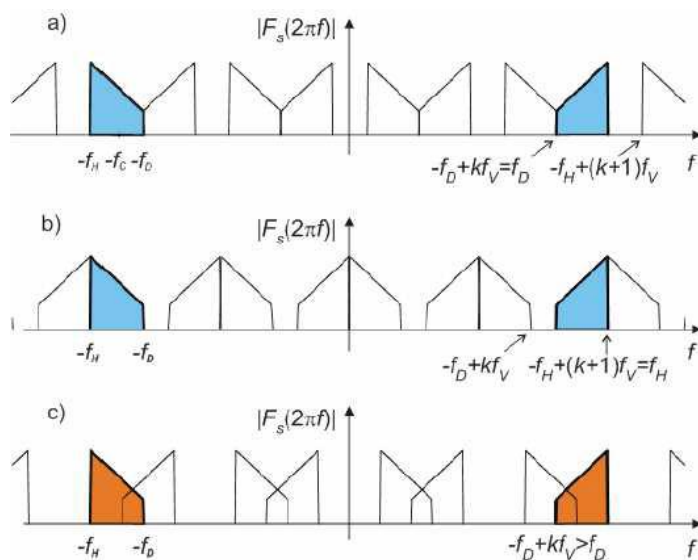 a)
|F_s(2πf)|
-f_H -f_C -f_D
-f_D+kf_V=f_D -f_H+(k+1)f_V f
b)
|F_s(2πf)|
-f_H -f_D
-f_D+kf_V -f_H+(k+1)f_V=f_H f
c)
|F_s(2πf)|
-f_H -f_D
-f_D+kf_V>f_D f